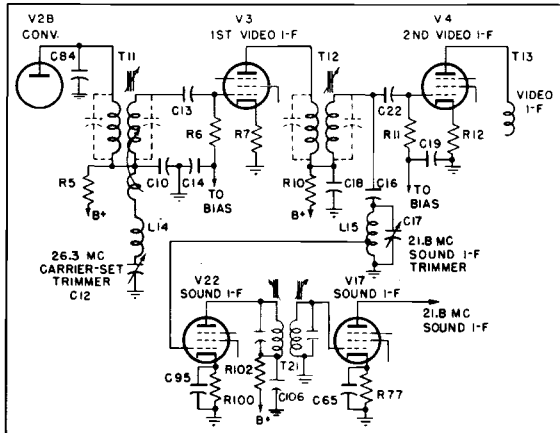 V2B
CONV.
C84
T11
C13
R6
V3
1ST VIDEO I-F
R7
T12
C22
R11
V4
2ND VIDEO I-F
R12
T13
VIDEO
I-F
R5
B+
C10
C14
TO
BIAS
R10
B+
C18
C16
C19
TO
BIAS
L14
26.3 MC
CARRIER-SET
TRIMMER
C12
L15
C17
21.8 MC
SOUND I-F
TRIMMER
V22
SOUND I-F
V17
SOUND I-F
21.8 MC
SOUND I-F
C95
R102
R100
B+
T21
C106
C65
R77